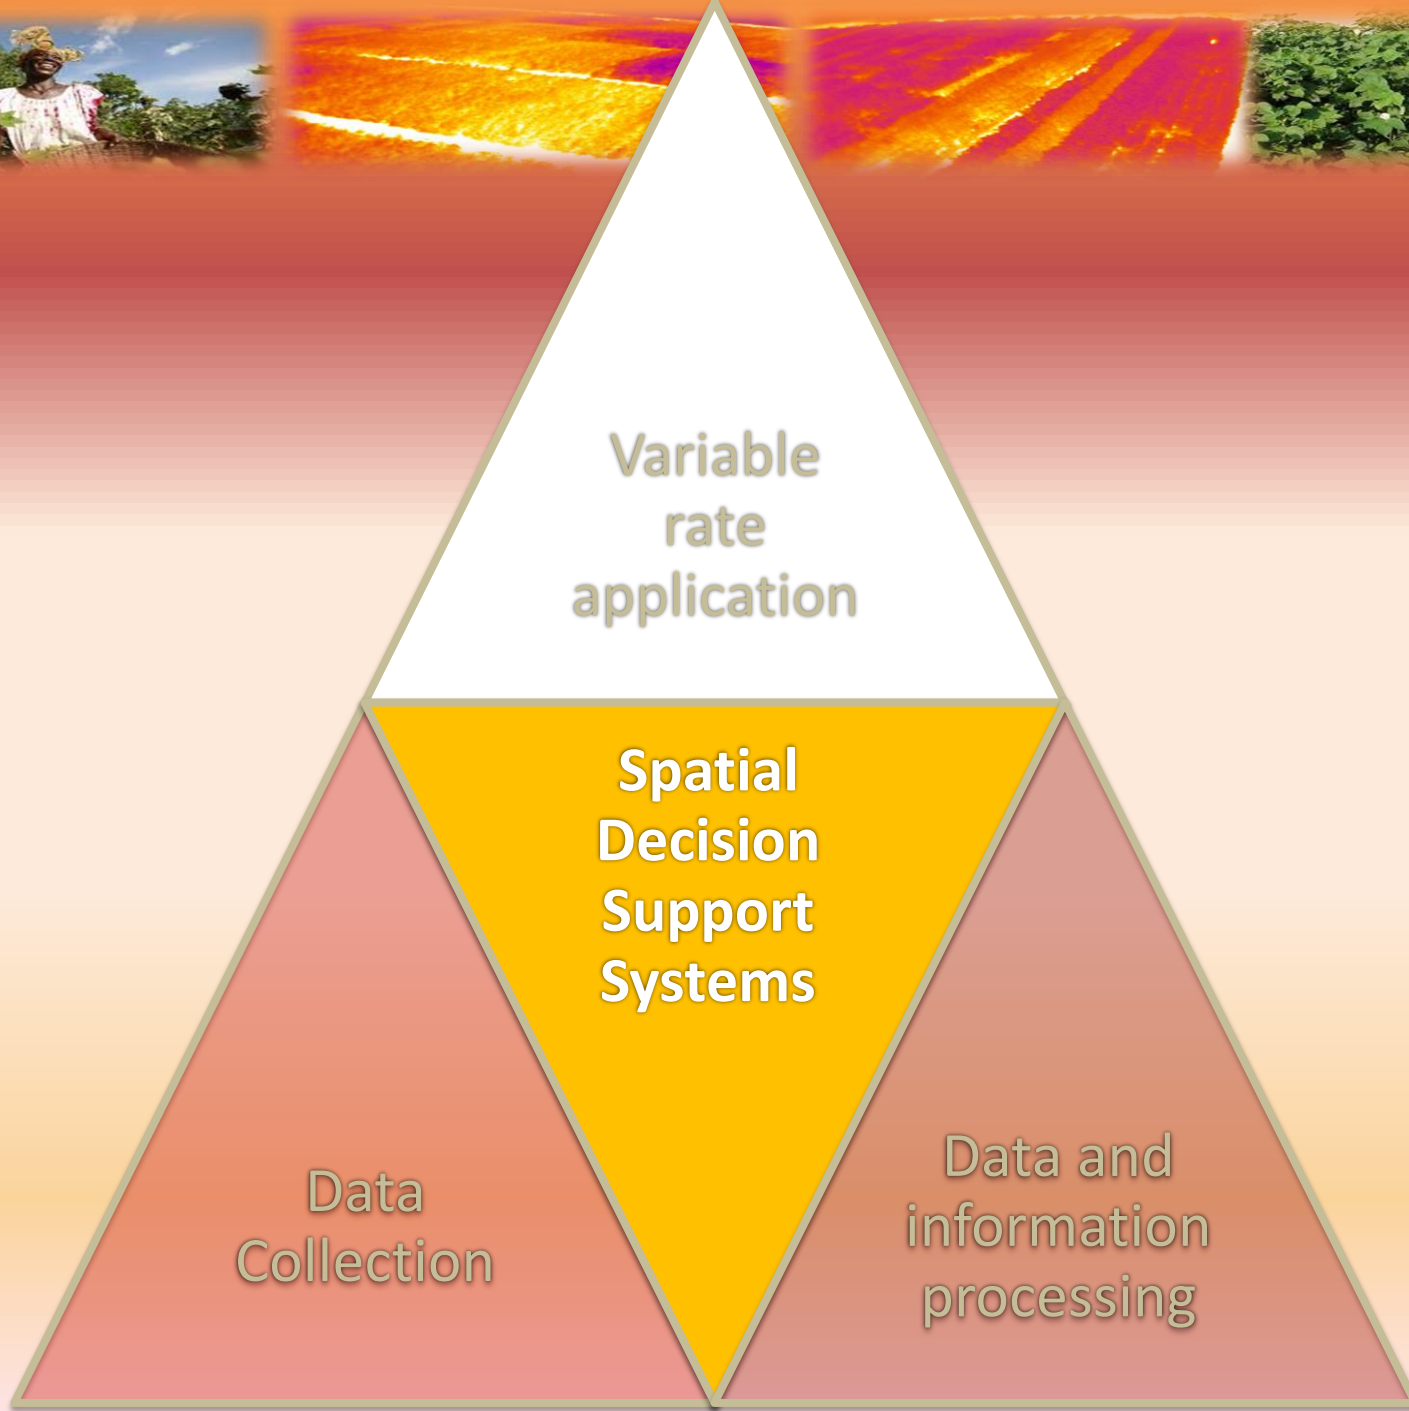 Variable
rate
application
Spatial
Decision
Support
Systems
Data
Collection
Data and
information
processing